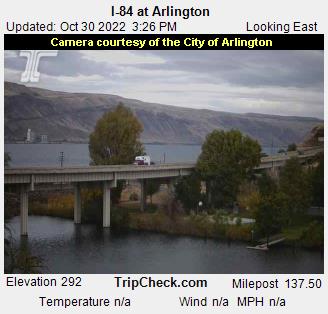 I-84 at Arlington
Updated: Oct 30 2022 3:26 PM Looking East
Camera courtesy of the City of Arlington
Elevation 292 TripCheck.com Milepost 137.50
Temperature n/a Wind n/a MPH n/a